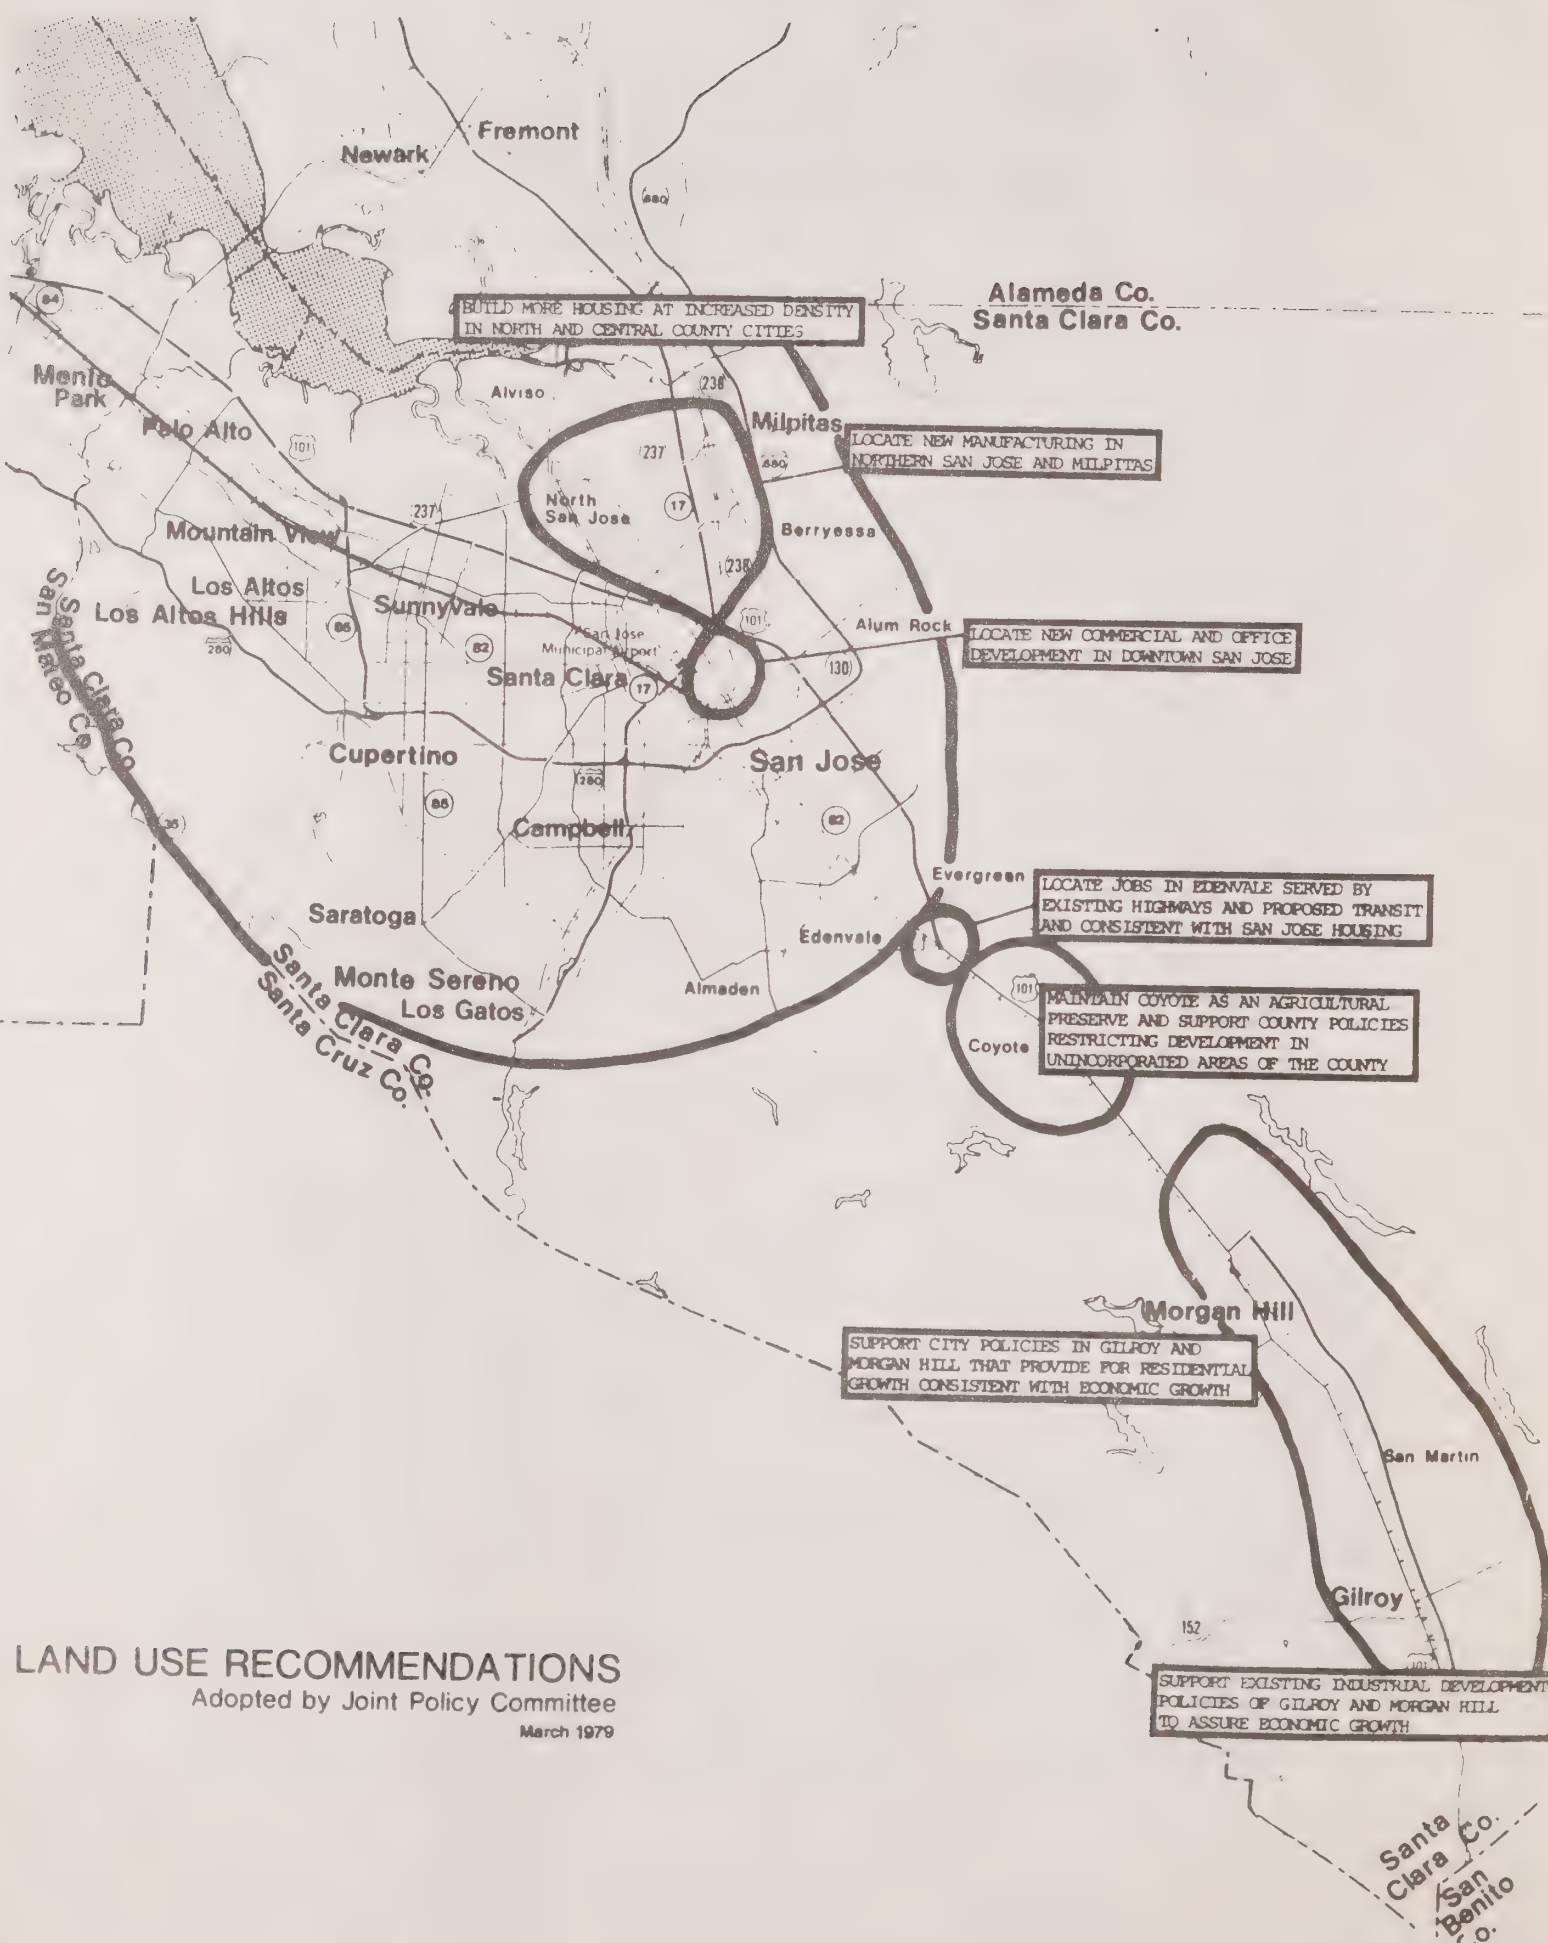 Fremont
Newark
680
Alameda Co.
Santa Clara Co.
84
BUILD MORE HOUSING AT INCREASED DENSITY
IN NORTH AND CENTRAL COUNTY CITIES
Menlo
Park
Alviso
238
Palo Alto
Milpitas
101
237
LOCATE NEW MANUFACTURING IN
NORTHERN SAN JOSE AND MILPITAS
680
North
San Jose
17
237
Mountain View
Berryessa
238
Los Altos
Los Altos Hills
Sunnyvale
85
280
82
San Jose
Municipal Airport
101
Alum Rock
LOCATE NEW COMMERCIAL AND OFFICE
DEVELOPMENT IN DOWNTOWN SAN JOSE
130
Santa Clara
17
Santa Clara Co.
San Mateo Co.
Cupertino
San Jose
280
85
82
35
Campbell
Evergreen
LOCATE JOBS IN EDENVALE SERVED BY
EXISTING HIGHWAYS AND PROPOSED TRANSIT
AND CONSISTENT WITH SAN JOSE HOUSING
Saratoga
Edenvale
Monte Sereno
Los Gatos
Almaden
101
MAINTAIN COYOTE AS AN AGRICULTURAL
PRESERVE AND SUPPORT COUNTY POLICIES
RESTRICTING DEVELOPMENT IN
UNINCORPORATED AREAS OF THE COUNTY
Coyote
Santa Clara Co.
Santa Cruz Co.
Morgan Hill
SUPPORT CITY POLICIES IN GILROY AND
MORGAN HILL THAT PROVIDE FOR RESIDENTIAL
GROWTH CONSISTENT WITH ECONOMIC GROWTH
San Martin
Gilroy
152
101
SUPPORT EXISTING INDUSTRIAL DEVELOPMENT
POLICIES OF GILROY AND MORGAN HILL
TO ASSURE ECONOMIC GROWTH
LAND USE RECOMMENDATIONS
Adopted by Joint Policy Committee
March 1979
Santa
Clara Co.
San
Benito
Co.